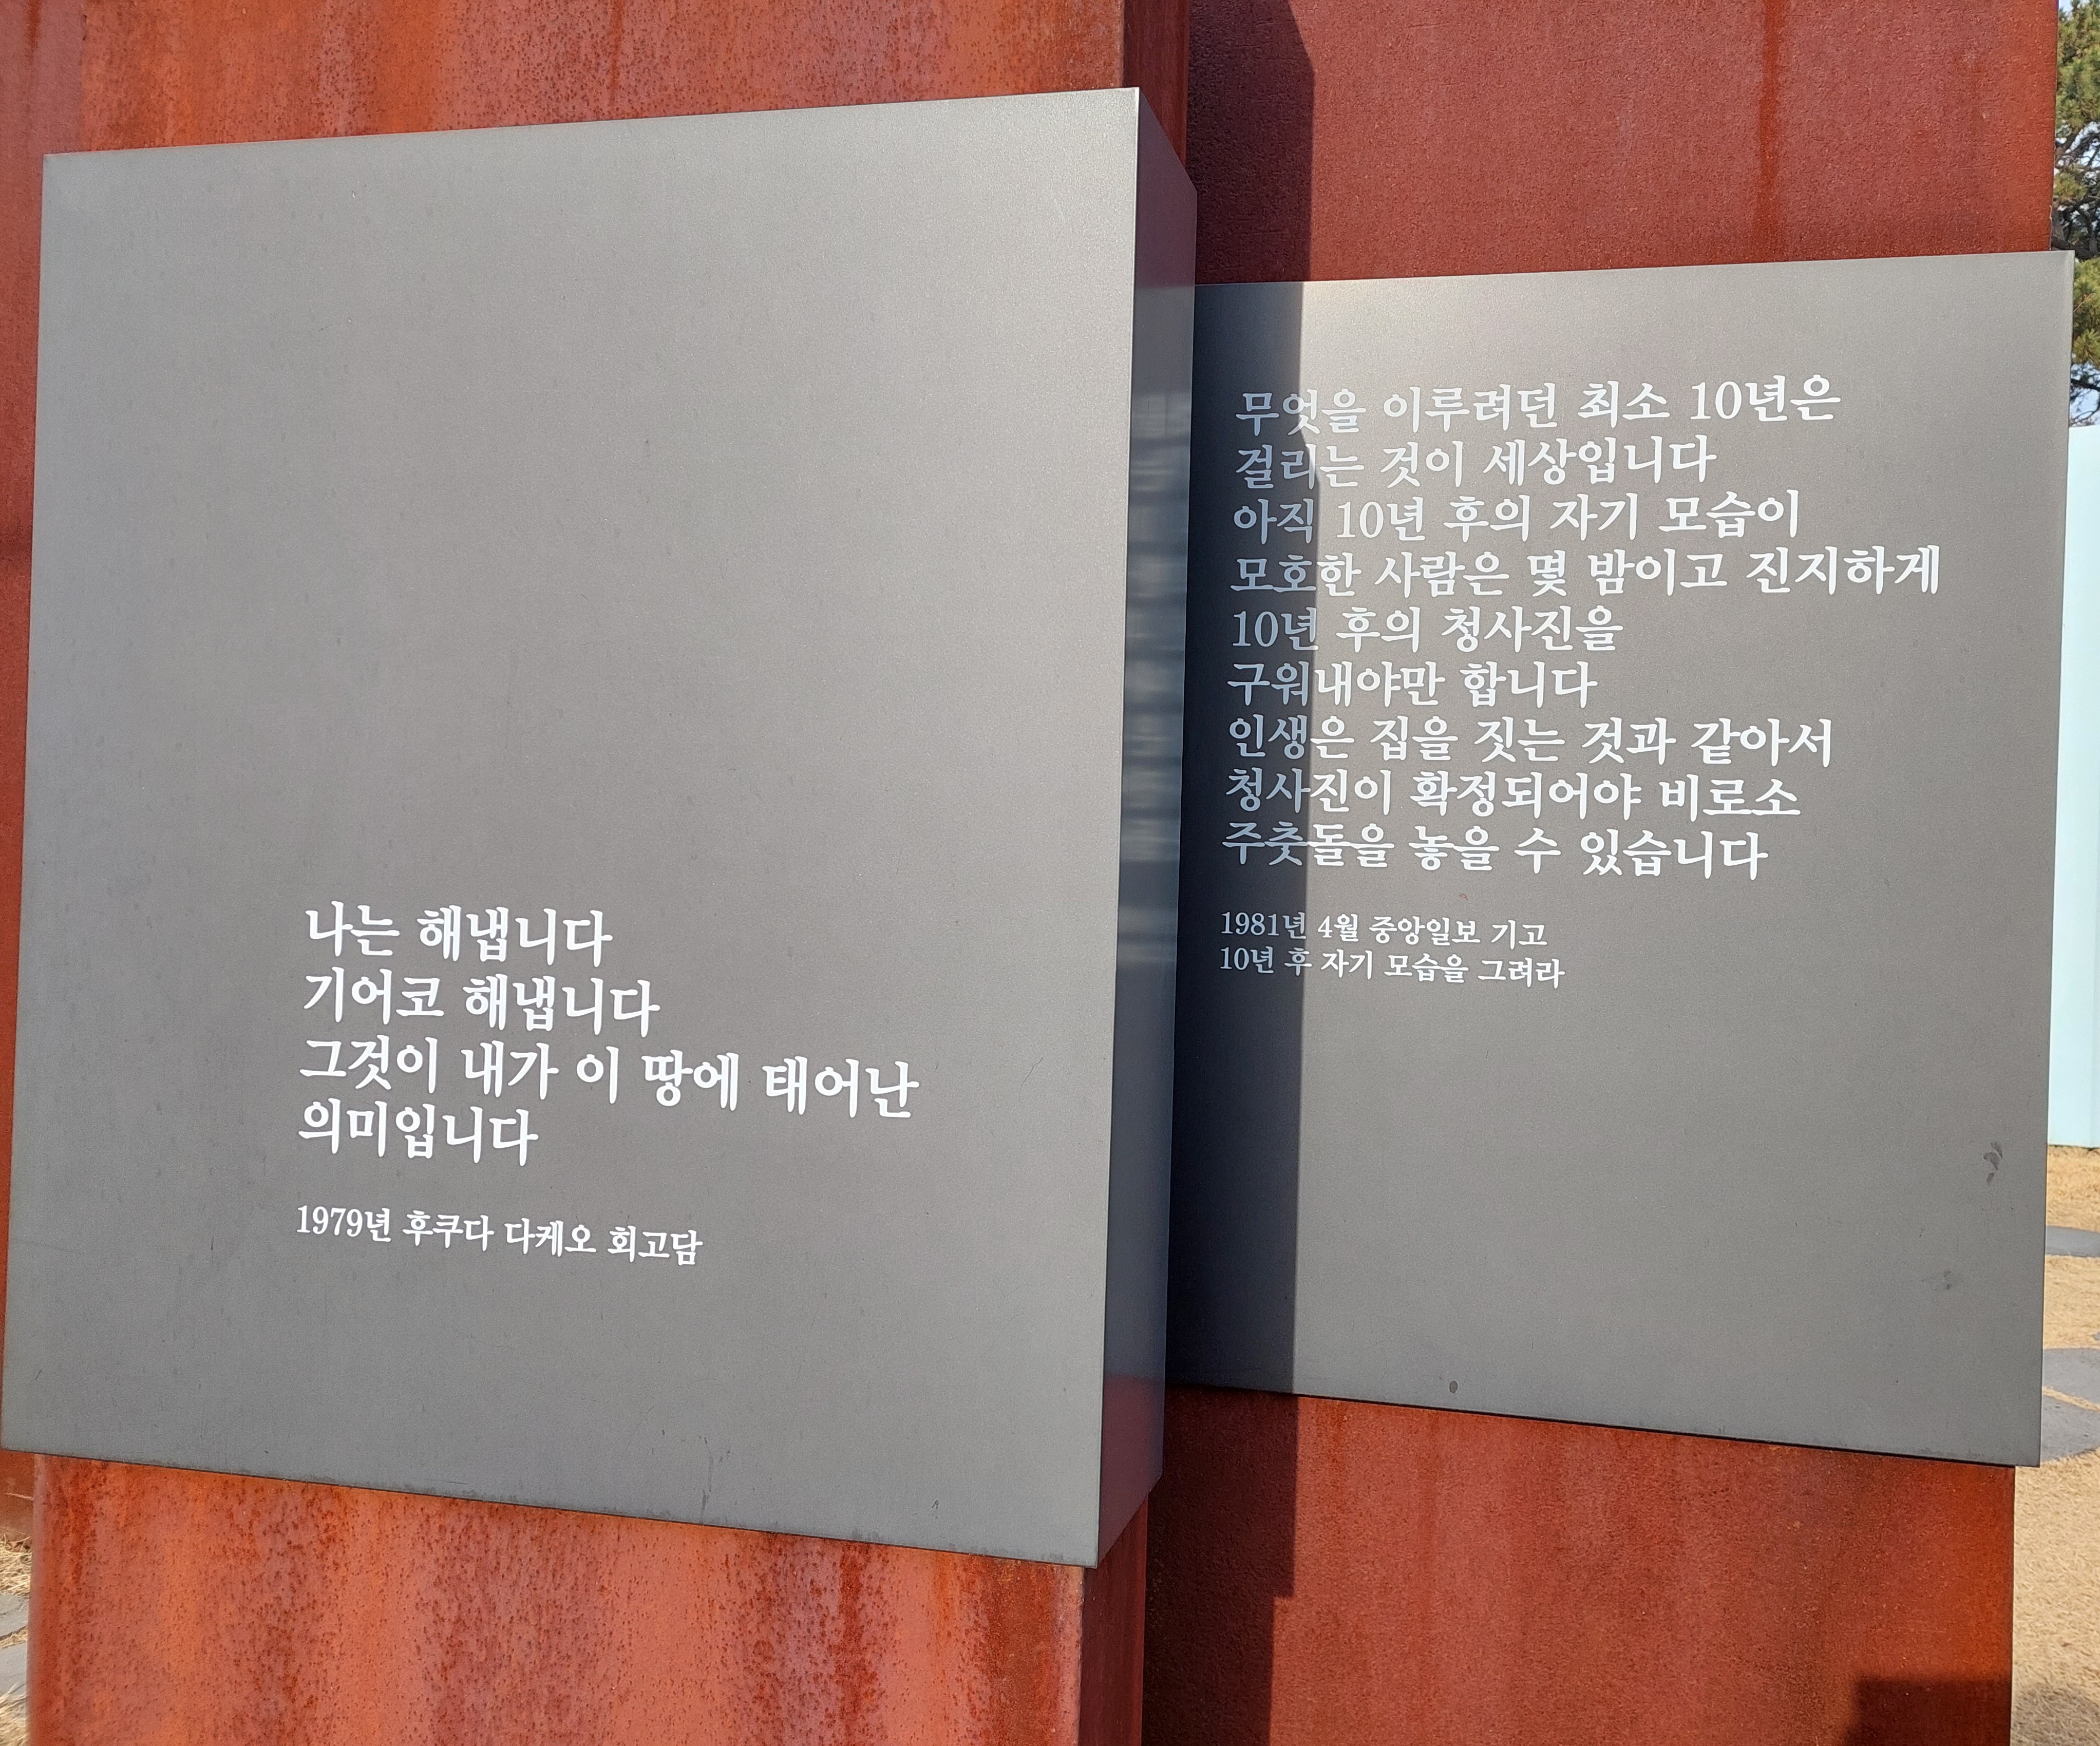 나는 해냅니다
기어코 해냅니다
그것이 내가 이 땅에 태어난
의미입니다
1979년 후쿠다 다케오 회고담
무엇을 이루려던 최소 10년은
걸리는 것이 세상입니다
아직 10년 후의 자기 모습이
모호한 사람은 몇 밤이고 진지하게
10년 후의 청사진을
구워내야만 합니다
인생은 집을 짓는 것과 같아서
청사진이 확정되어야 비로소
주춧돌을 놓을 수 있습니다
1981년 4월 중앙일보 기고
10년 후 자기 모습을 그려라